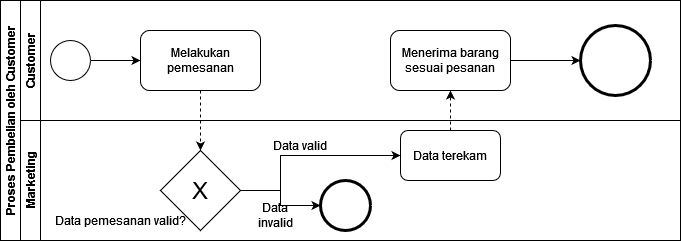 Proses Pembelian oleh Customer
Customer
Melakukan
pemesanan
Menerima barang
sesuai pesanan
Marketing
X
Data pemesanan valid?
Data valid
Data
invalid
Data terekam